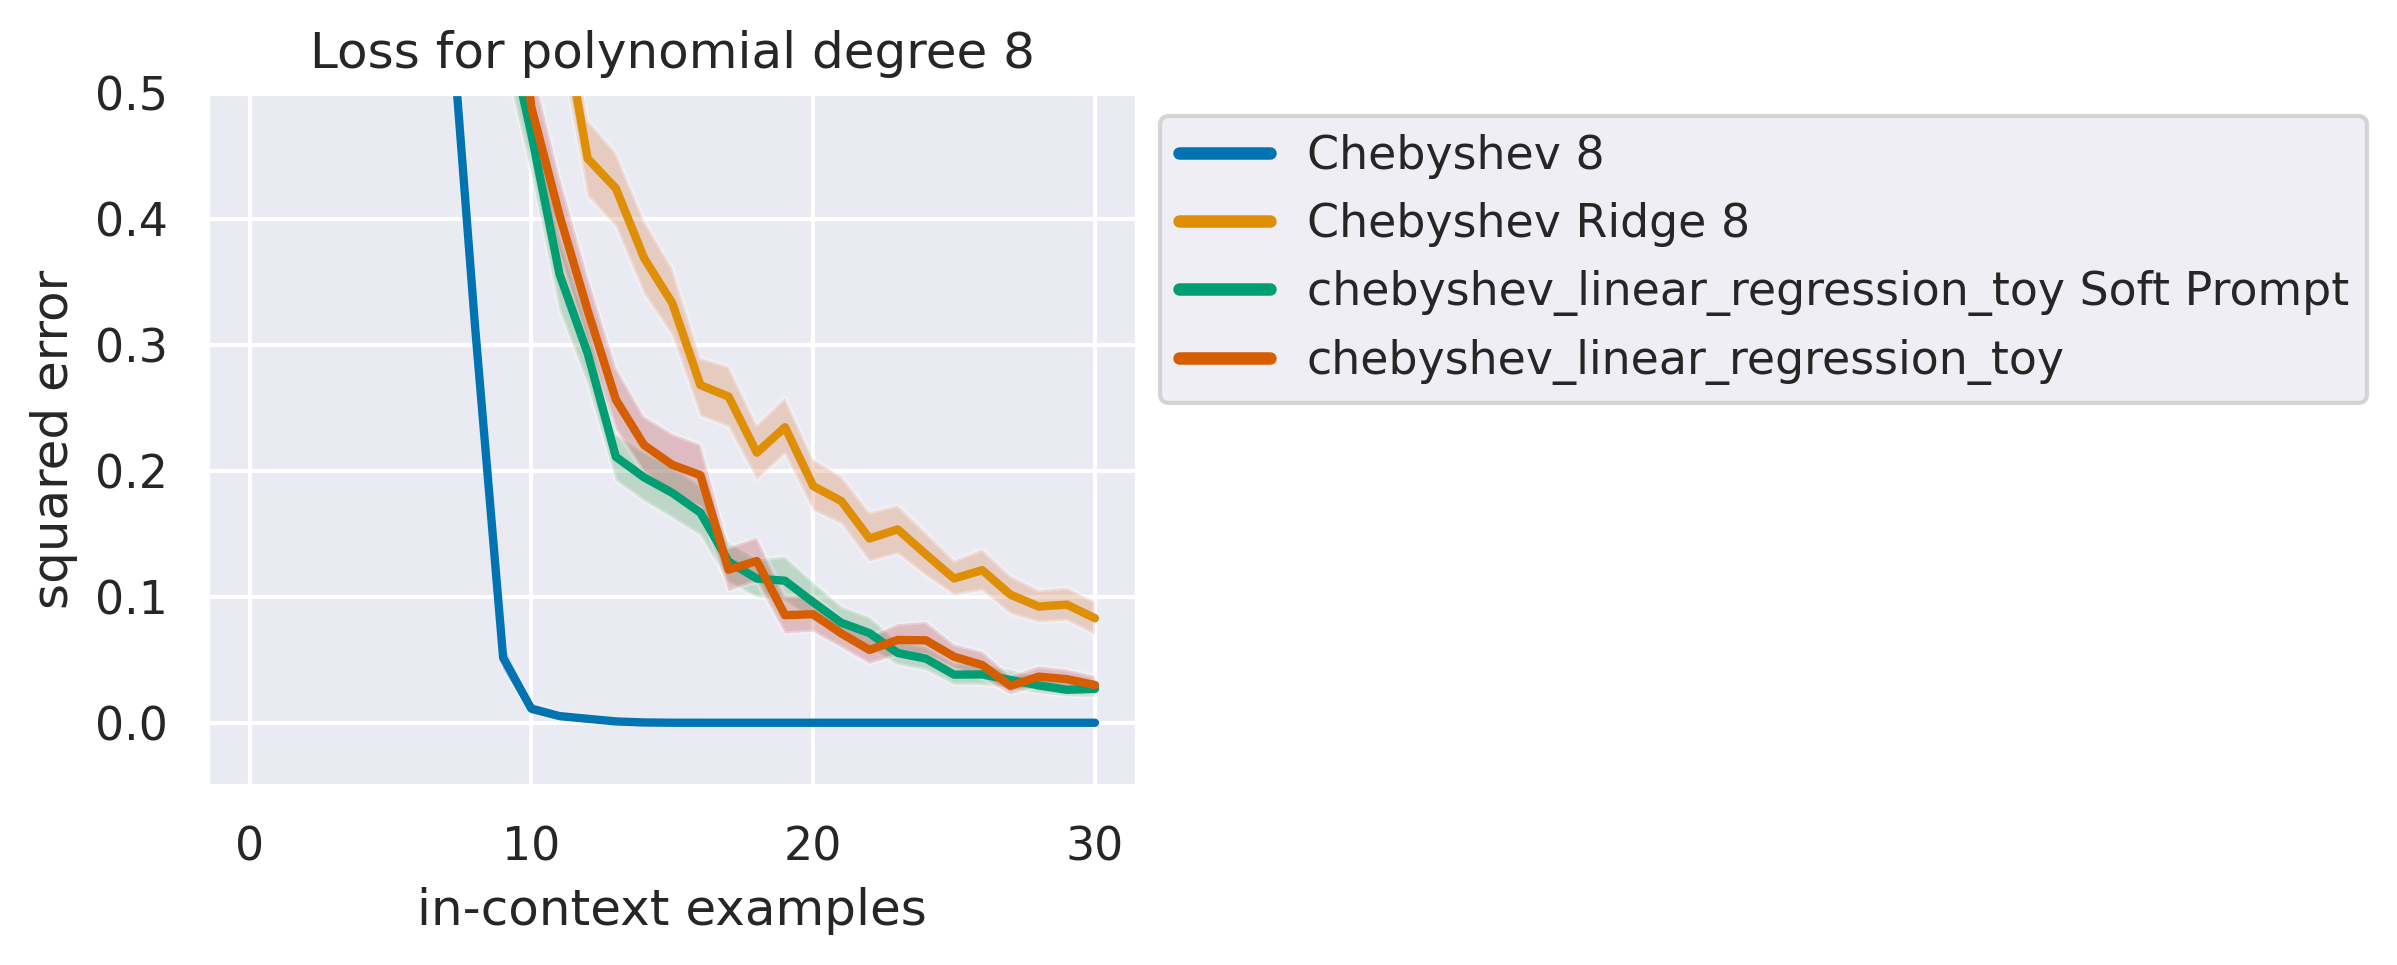 Loss for polynomial degree 8
0.5
0.4
0.3
0.2
0.1
0.0
squared error
0
10
20
30
in-context examples
Chebyshev 8
Chebyshev Ridge 8
chebyshev_linear_regression_toy Soft Prompt
chebyshev_linear_regression_toy